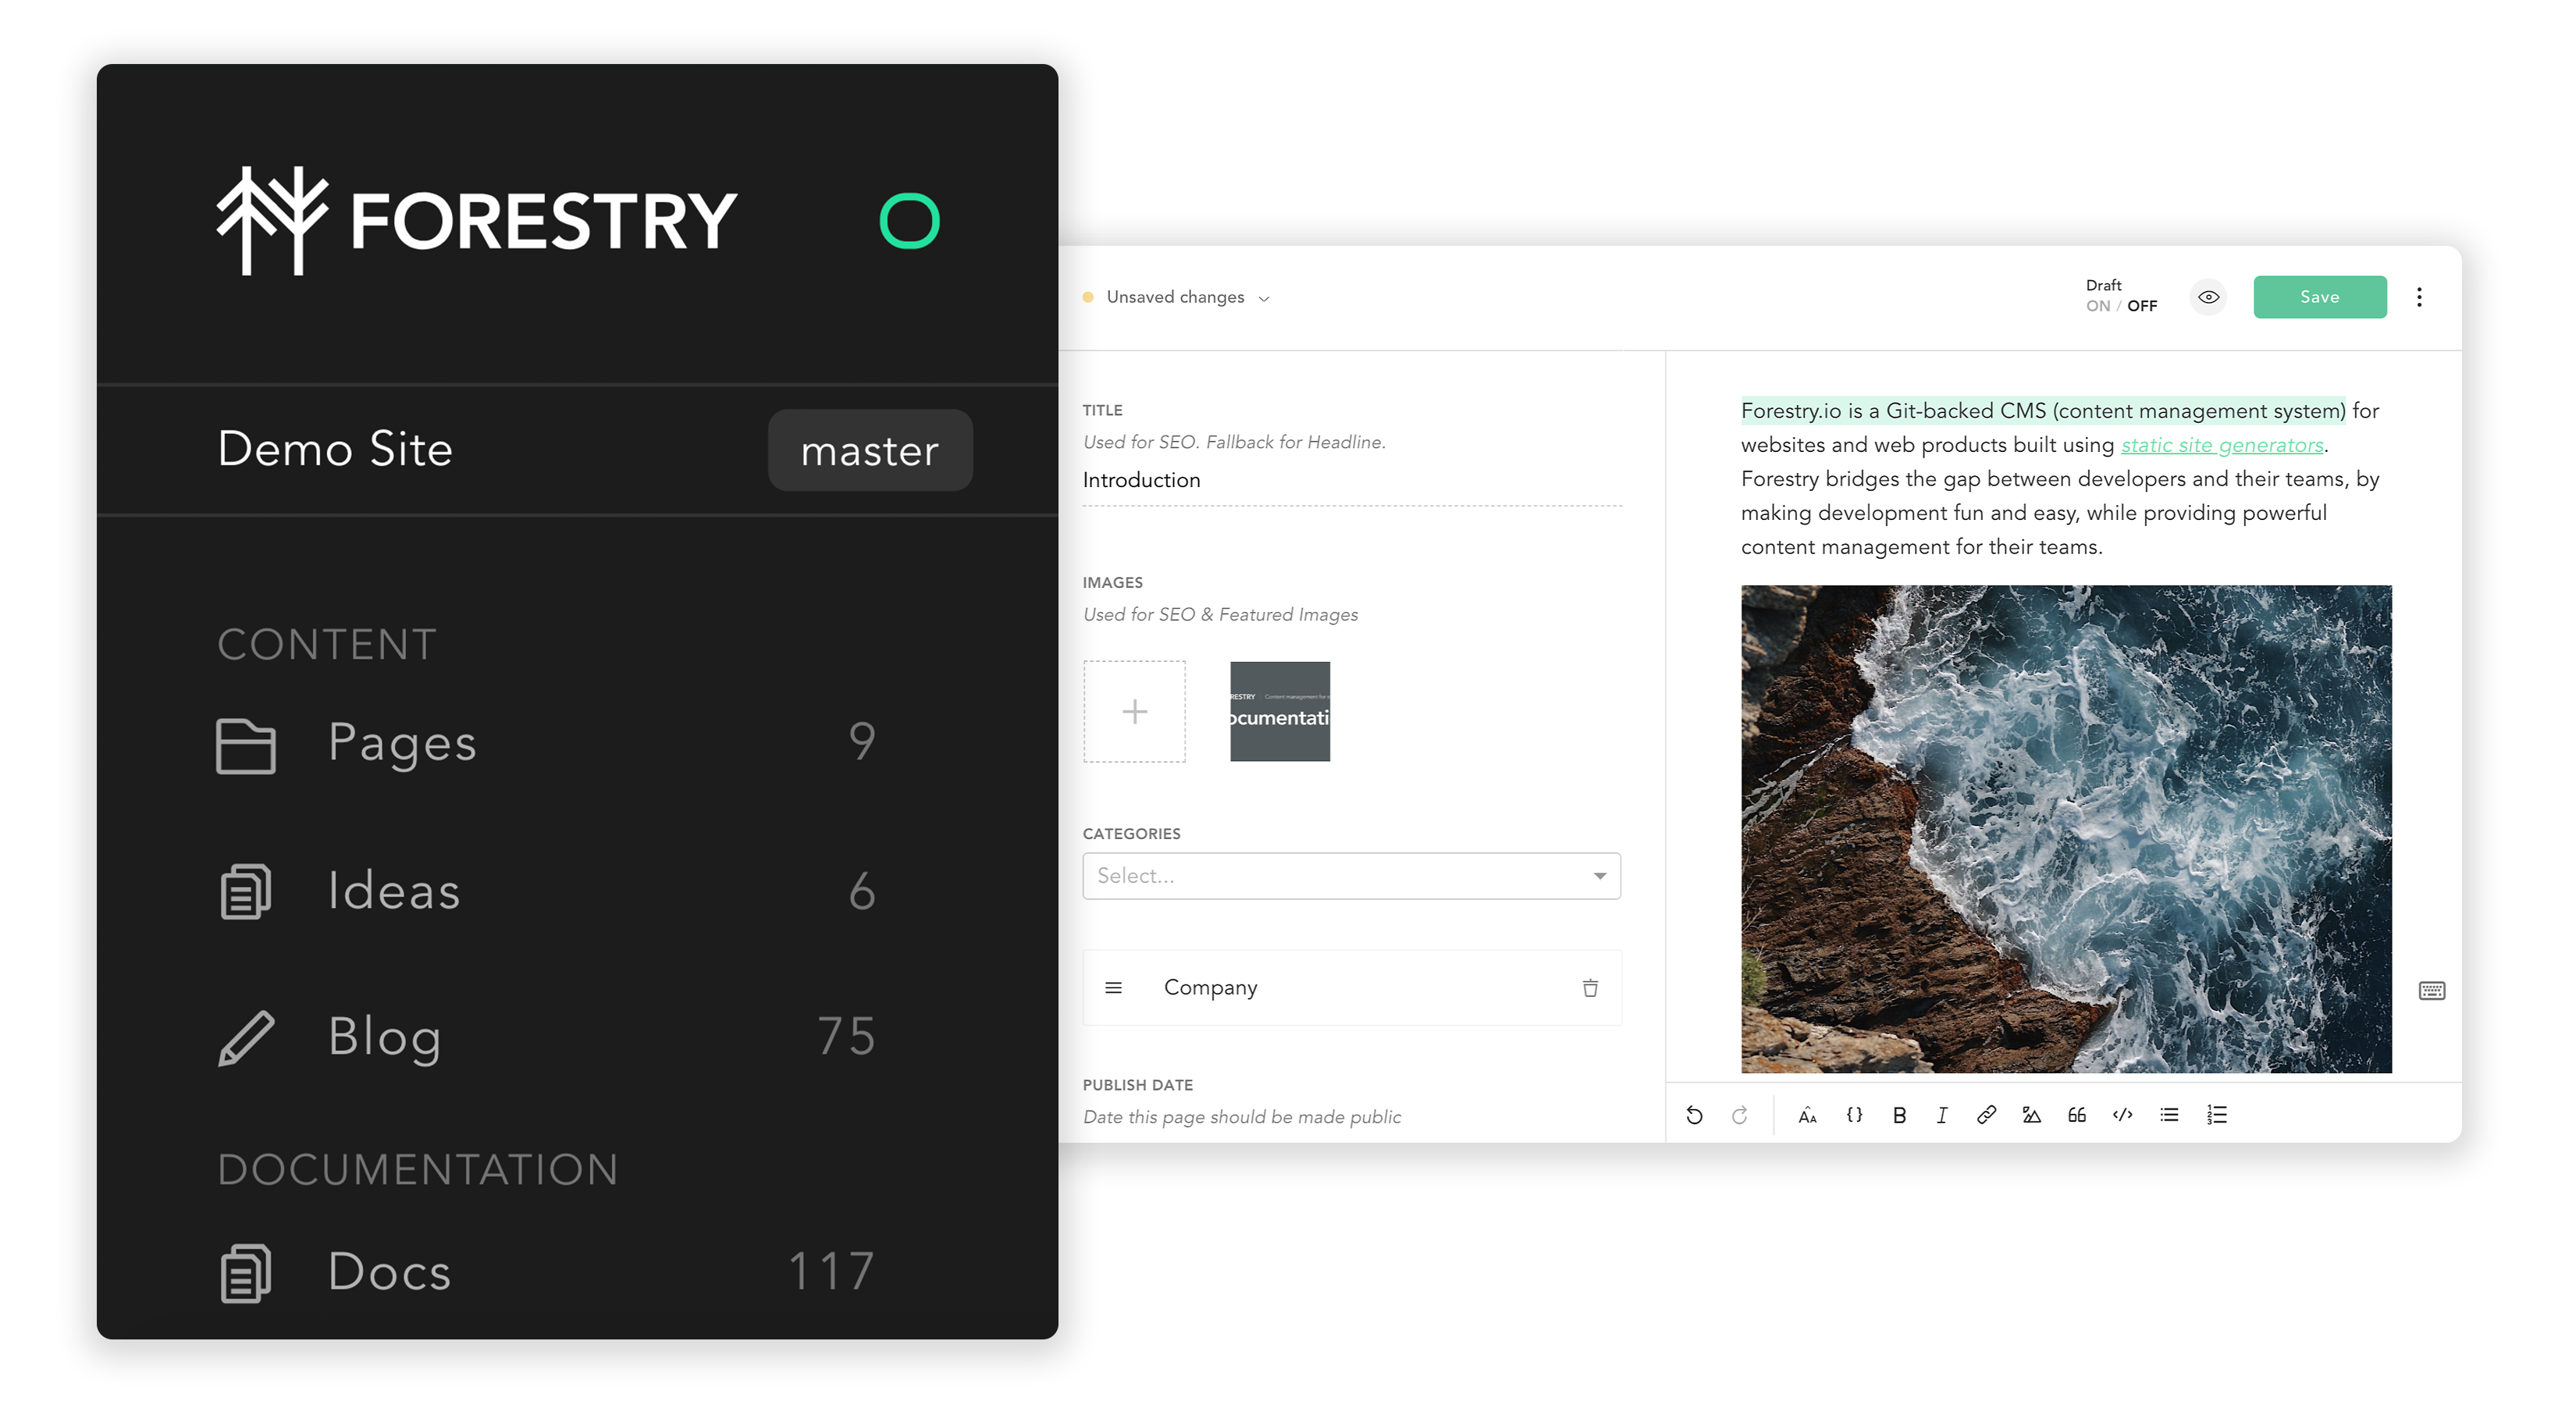 FORESTRY
Demo Site
master
CONTENT
Pages
9
Ideas
6
Blog
75
DOCUMENTATION
Docs
117
Unsaved changes
Draft
ON / OFF
Save
TITLE
Used for SEO. Fallback for Headline.
Introduction
IMAGES
Used for SEO & Featured Images
RESTRY Content management for
ocumentati
CATEGORIES
Select...
Company
PUBLISH DATE
Date this page should be made public
Forestry.io is a Git-backed CMS (content management system) for
websites and web products built using static site generators.
Forestry bridges the gap between developers and their teams, by
making development fun and easy, while providing powerful
content management for their teams.